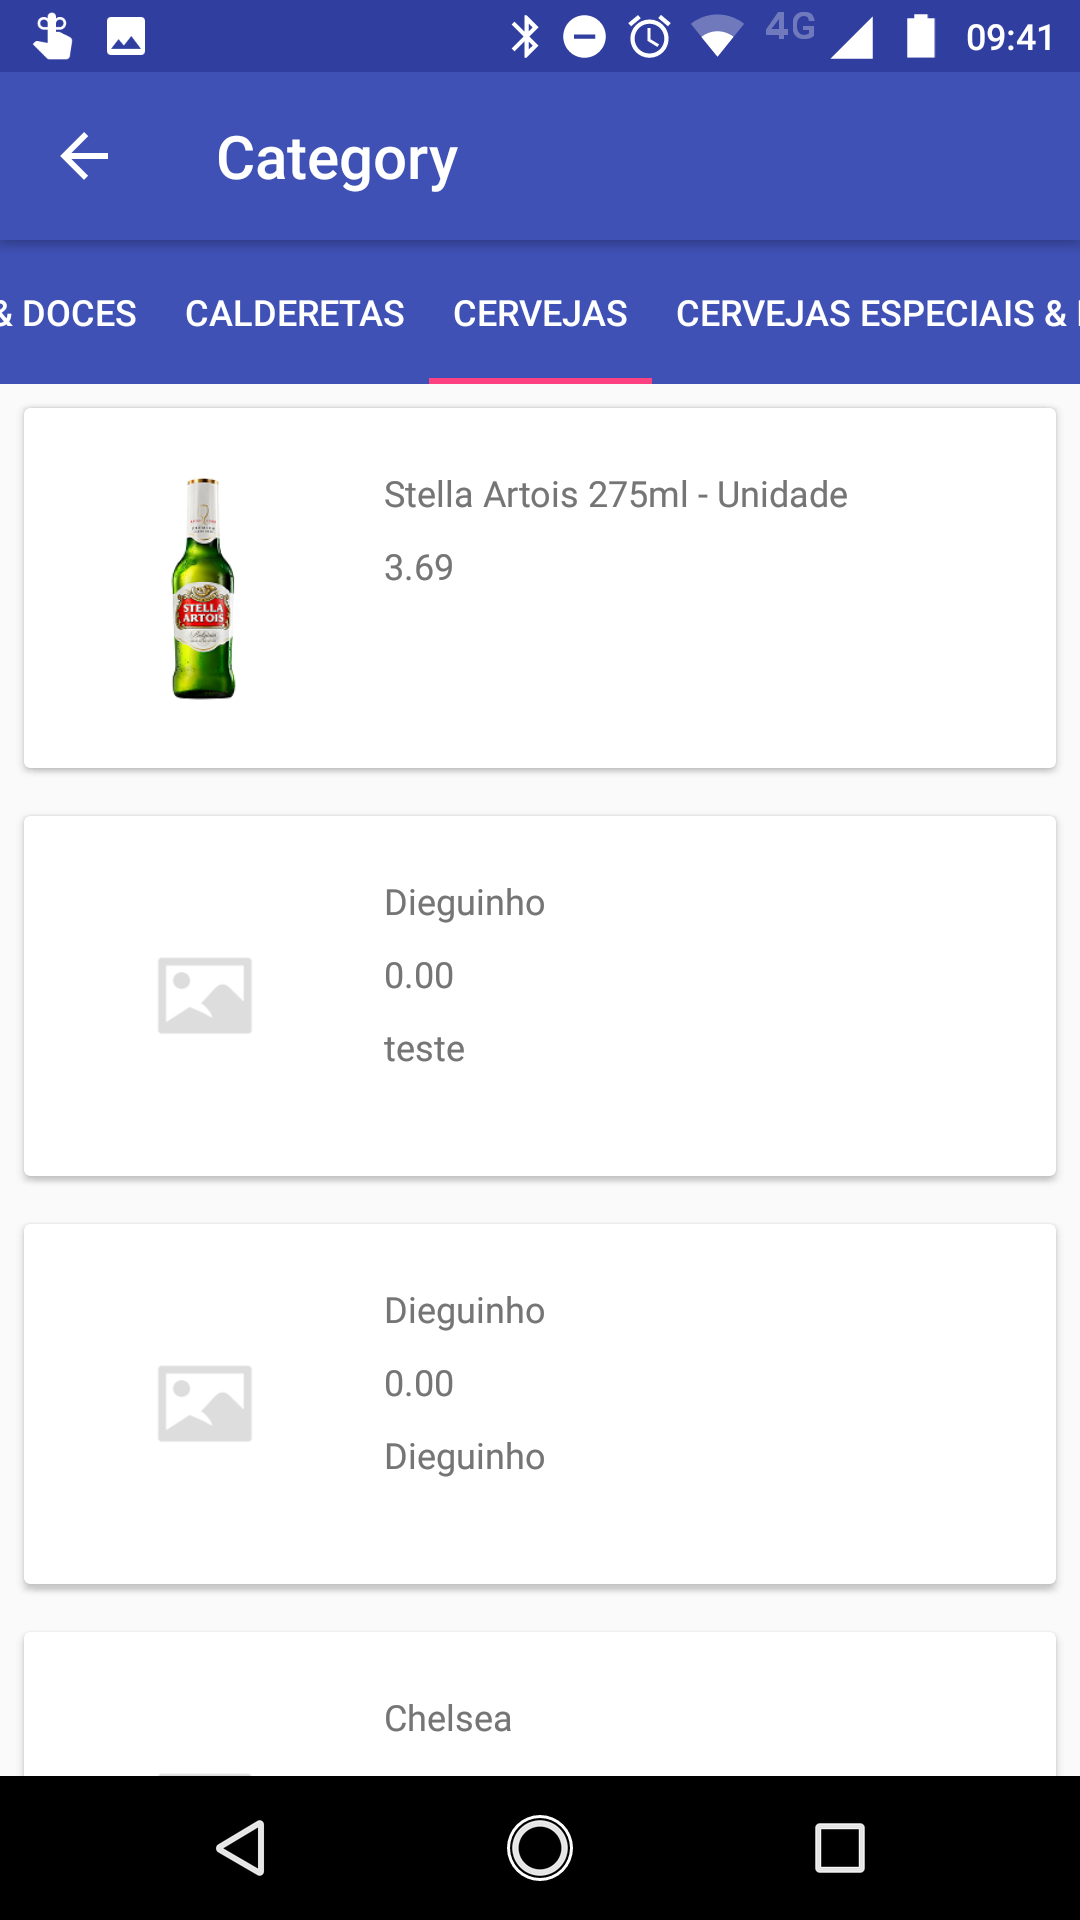 4G 09:41
Category
& DOCES CALDERETAS CERVEJAS CERVEJAS ESPECIAIS &
Stella Artois 275ml - Unidade
3.69
STELLA
ARTOIS
Dieguinho
0.00
teste
Dieguinho
0.00
Dieguinho
Chelsea